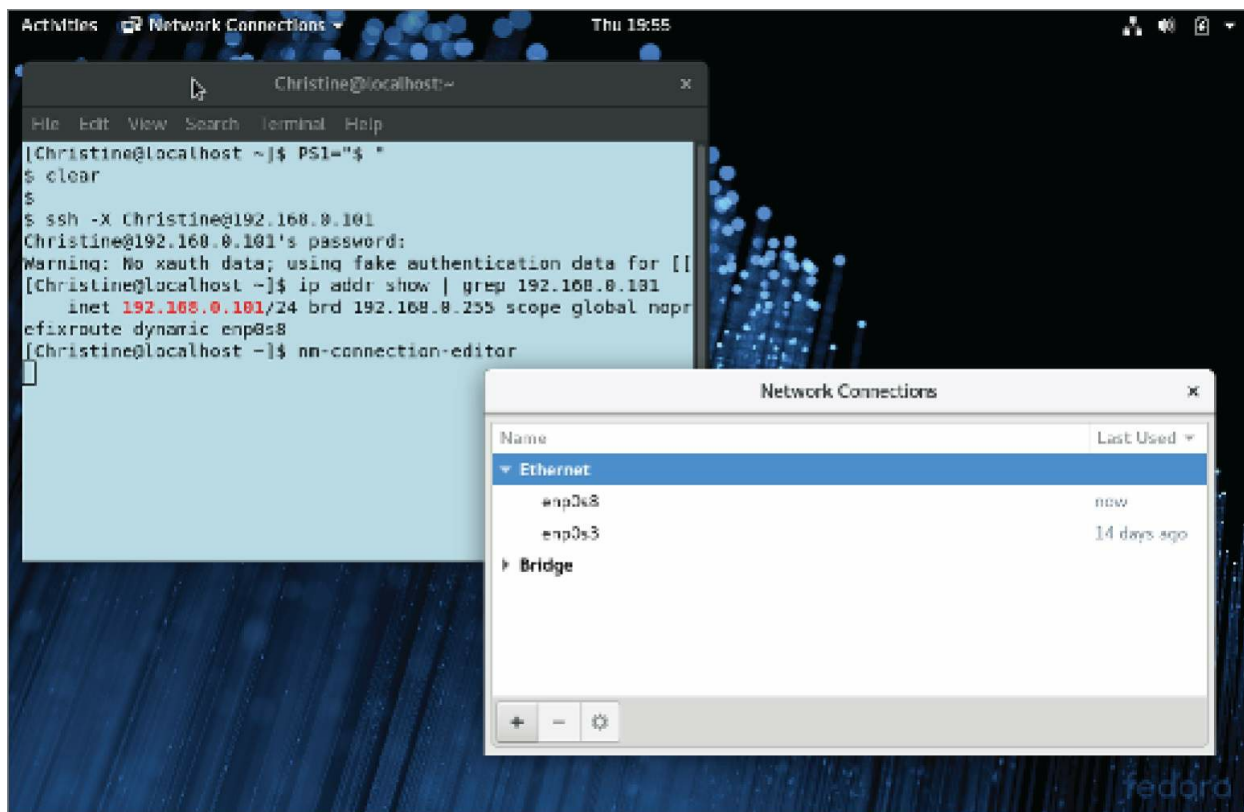 Activities Network Connections Thu 19:55
Christine@localhost:~ ×
File Edit View Search Terminal Help
[Christine@localhost ~]$ PS1="$ "
$ clear
$
$ ssh -X Christine@192.168.0.101
Christine@192.168.0.101's password:
Warning: No xauth data; using fake authentication data for [[
[Christine@localhost ~]$ ip addr show | grep 192.168.0.101
inet 192.168.0.101/24 brd 192.168.0.255 scope global nopr
efixroute dynamic enp0s8
[Christine@localhost ~]$ nm-connection-editor
Network Connections ×
Name Last Used
Ethernet
enp0s8 now
enp0s3 14 days ago
Bridge
fedora